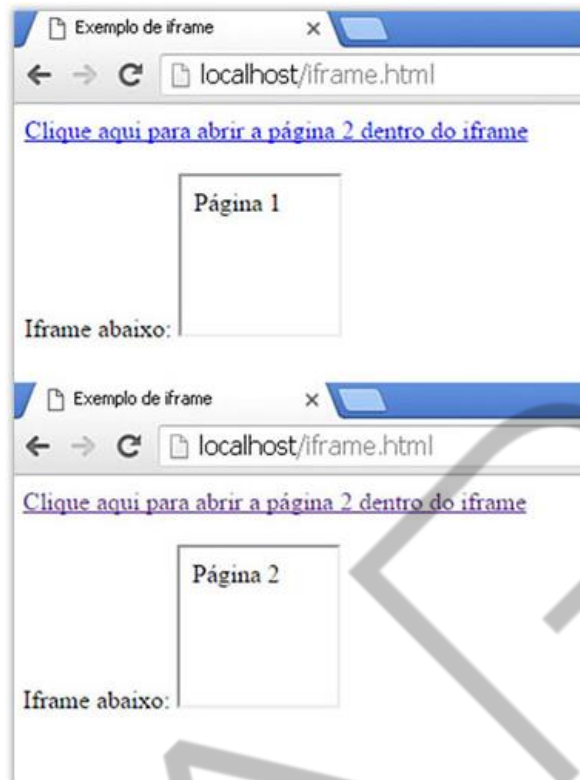 Exemplo de iframe
localhost/iframe.html
Clique aqui para abrir a página 2 dentro do iframe
Página 1
Iframe abaixo:
Exemplo de iframe
localhost/iframe.html
Clique aqui para abrir a página 2 dentro do iframe
Página 2
Iframe abaixo: